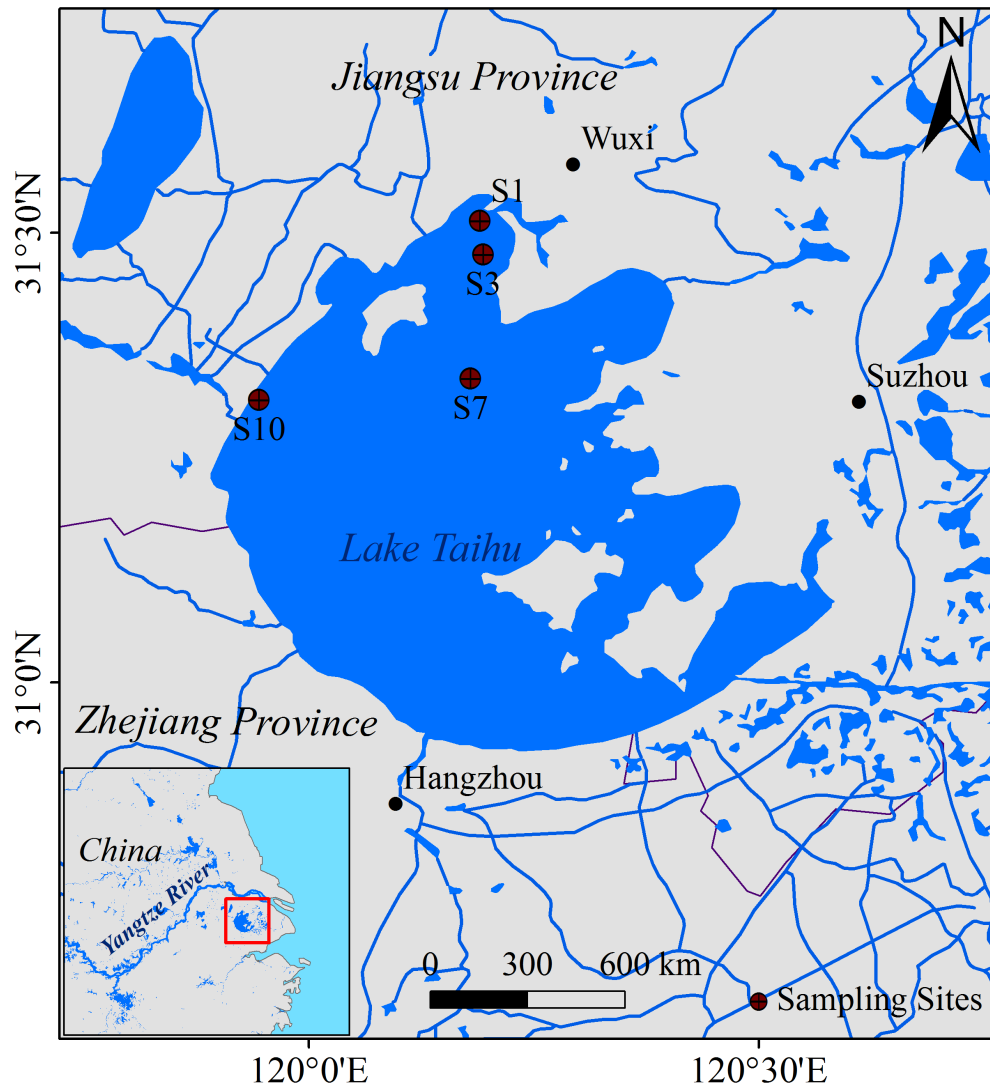 N
Jiangsu Province
Wuxi
S1
31°30'N
S3
Suzhou
S7
S10
Lake Taihu
31°0'N
Zhejiang Province
Hangzhou
China
Yangtze River
0 300 600 km
Sampling Sites
120°0'E 120°30'E